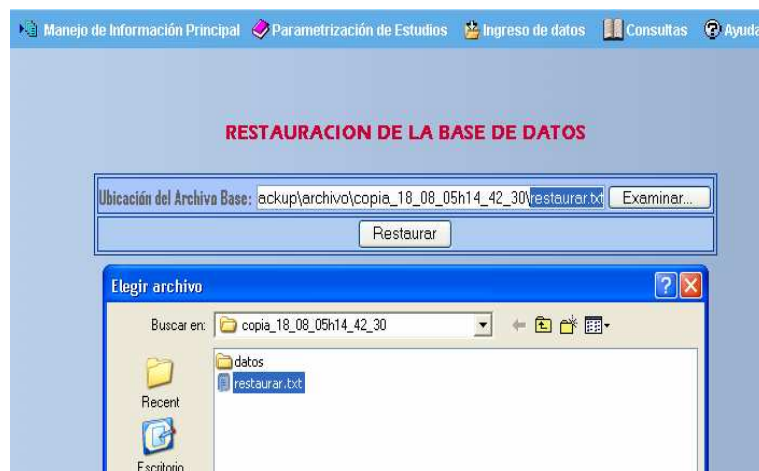 Manejo de Información Principal Parametrización de Estudios Ingreso de datos Consultas Ayuda
RESTAURACION DE LA BASE DE DATOS
Ubicación del Archivo Base: ackup\archivo\copia_18_08_05h14_42_30\restaurar.txt Examinar...
Restaurar
Elegir archivo
Buscar en: copia_18_08_05h14_42_30
datos
restaurar.txt
Recent
Escritorio